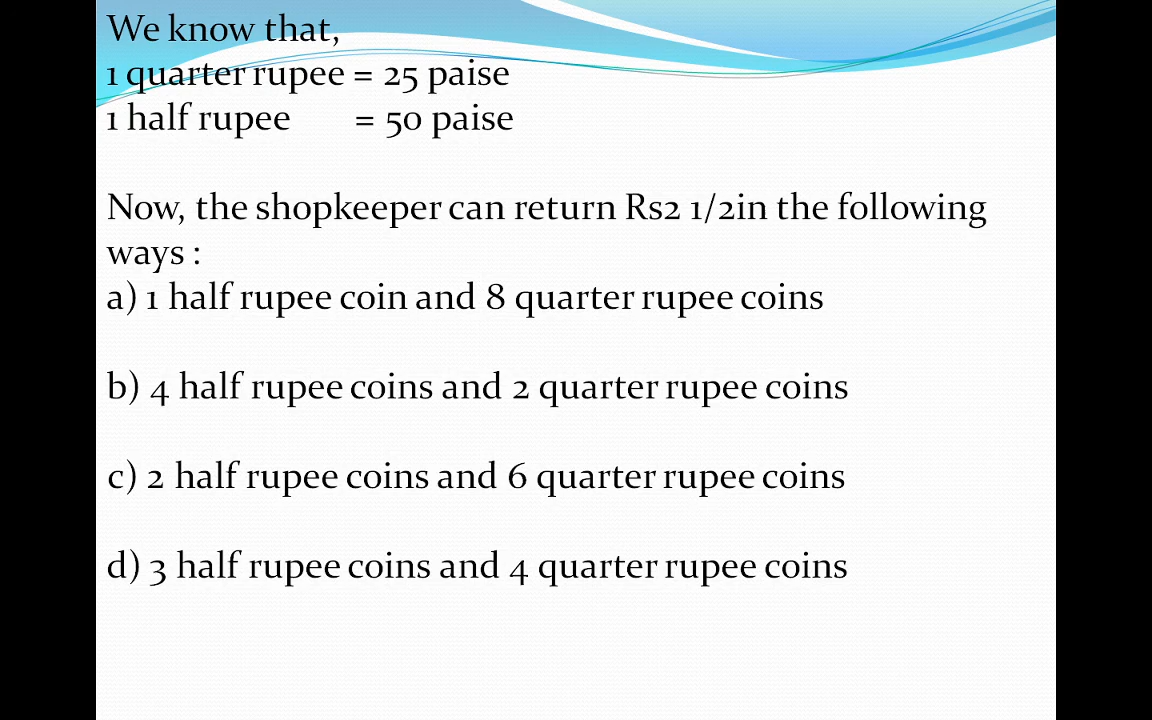 We know that,
1 quarter rupee = 25 paise
1 half rupee = 50 paise
Now, the shopkeeper can return Rs2 1/2in the following
ways :
a) 1 half rupee coin and 8 quarter rupee coins
b) 4 half rupee coins and 2 quarter rupee coins
c) 2 half rupee coins and 6 quarter rupee coins
d) 3 half rupee coins and 4 quarter rupee coins